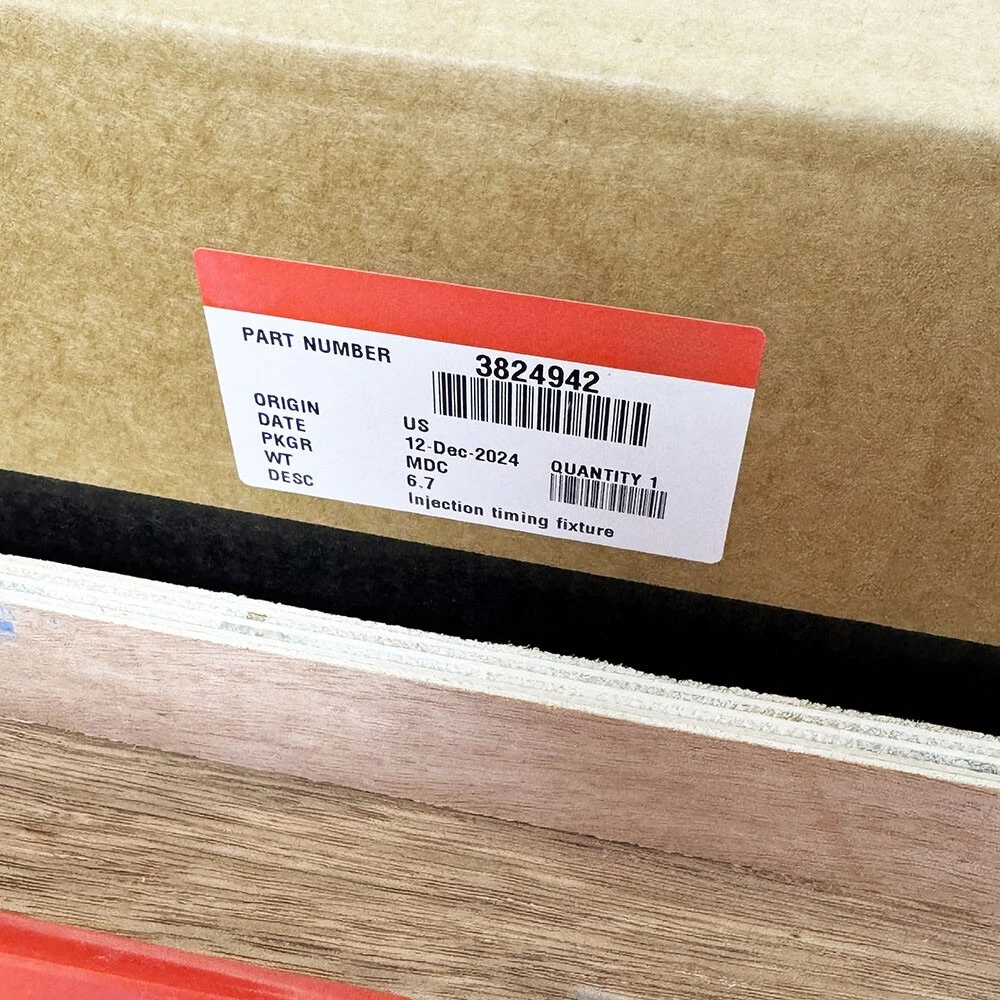 PART NUMBER 3824942
ORIGIN US
DATE 12-Dec-2024
PKGR MDC
QUANTITY 1
WT 6.7
DESC Injection timing fixture